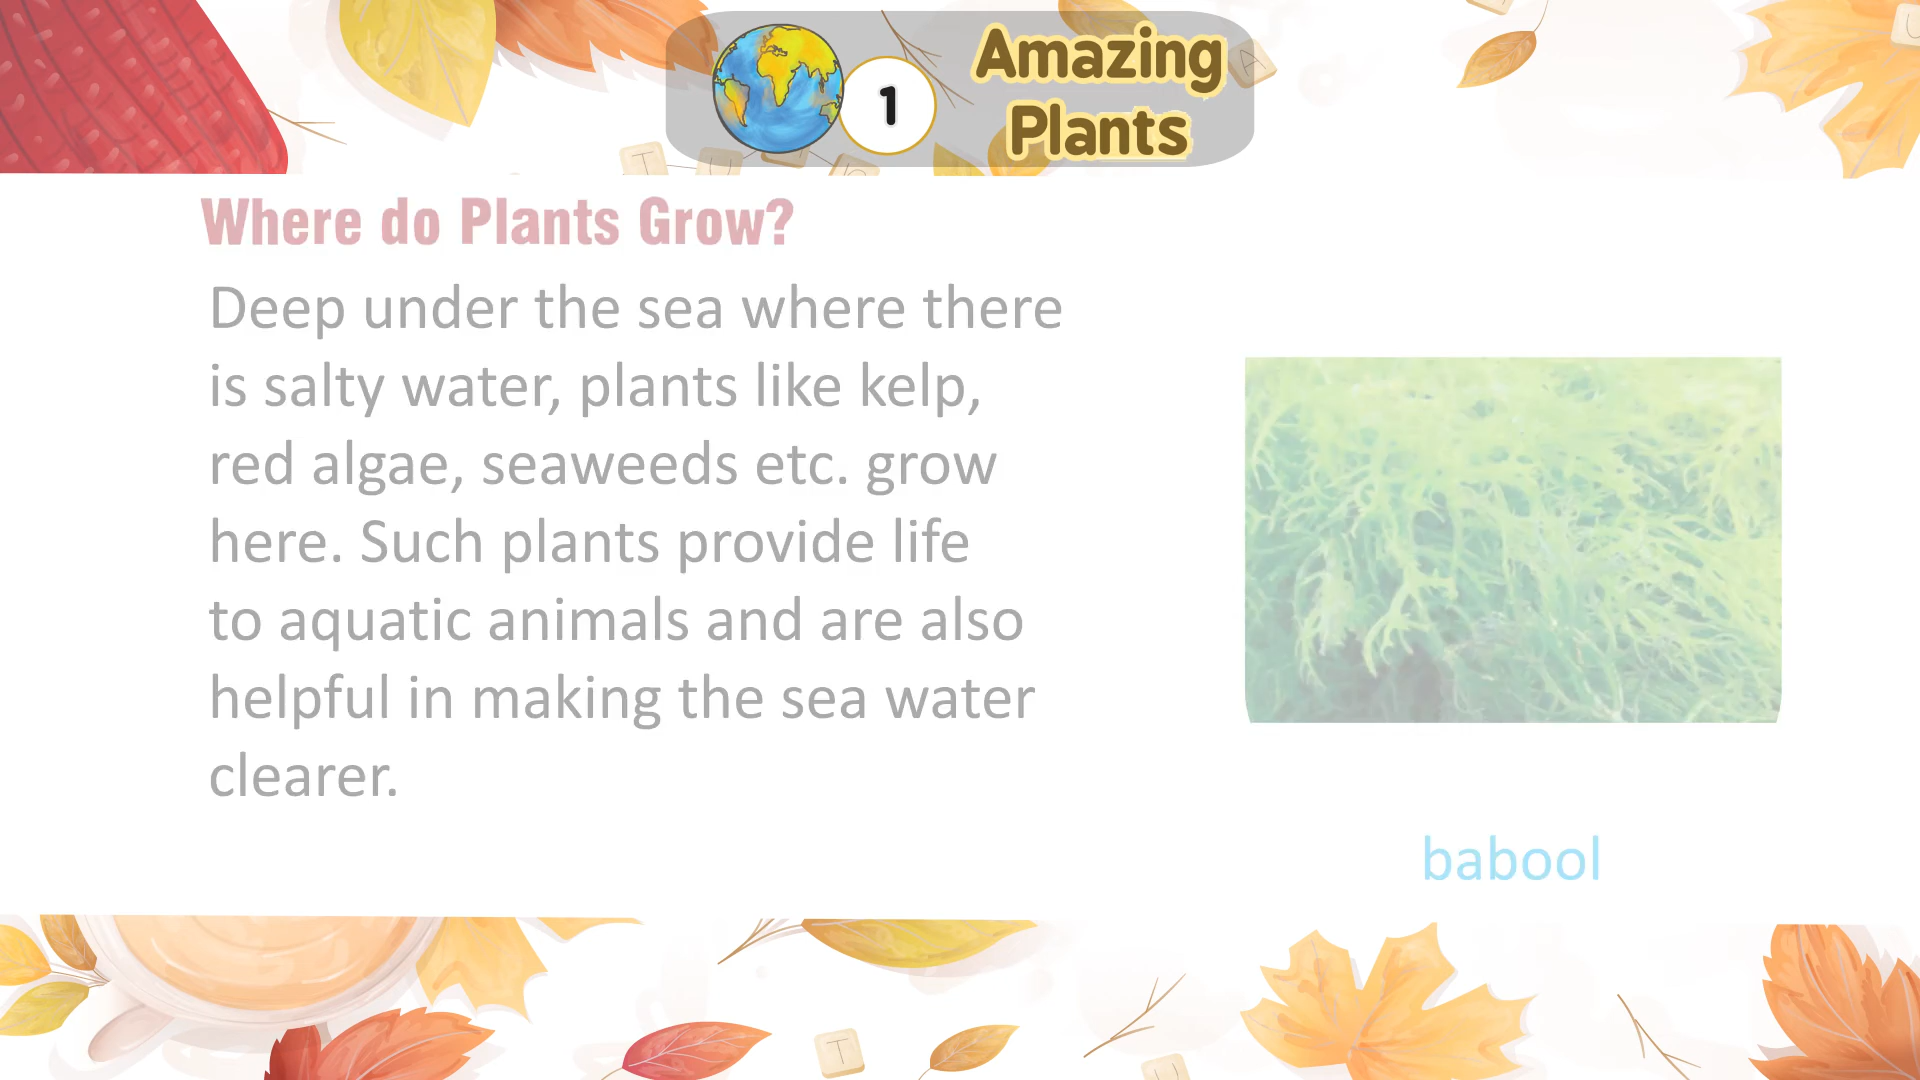 1
Amazing
Plants
Where do Plants Grow?
Deep under the sea where there
is salty water, plants like kelp,
red algae, seaweeds etc. grow
here. Such plants provide life
to aquatic animals and are also
helpful in making the sea water
clearer.
babool
T
U
A
T
U